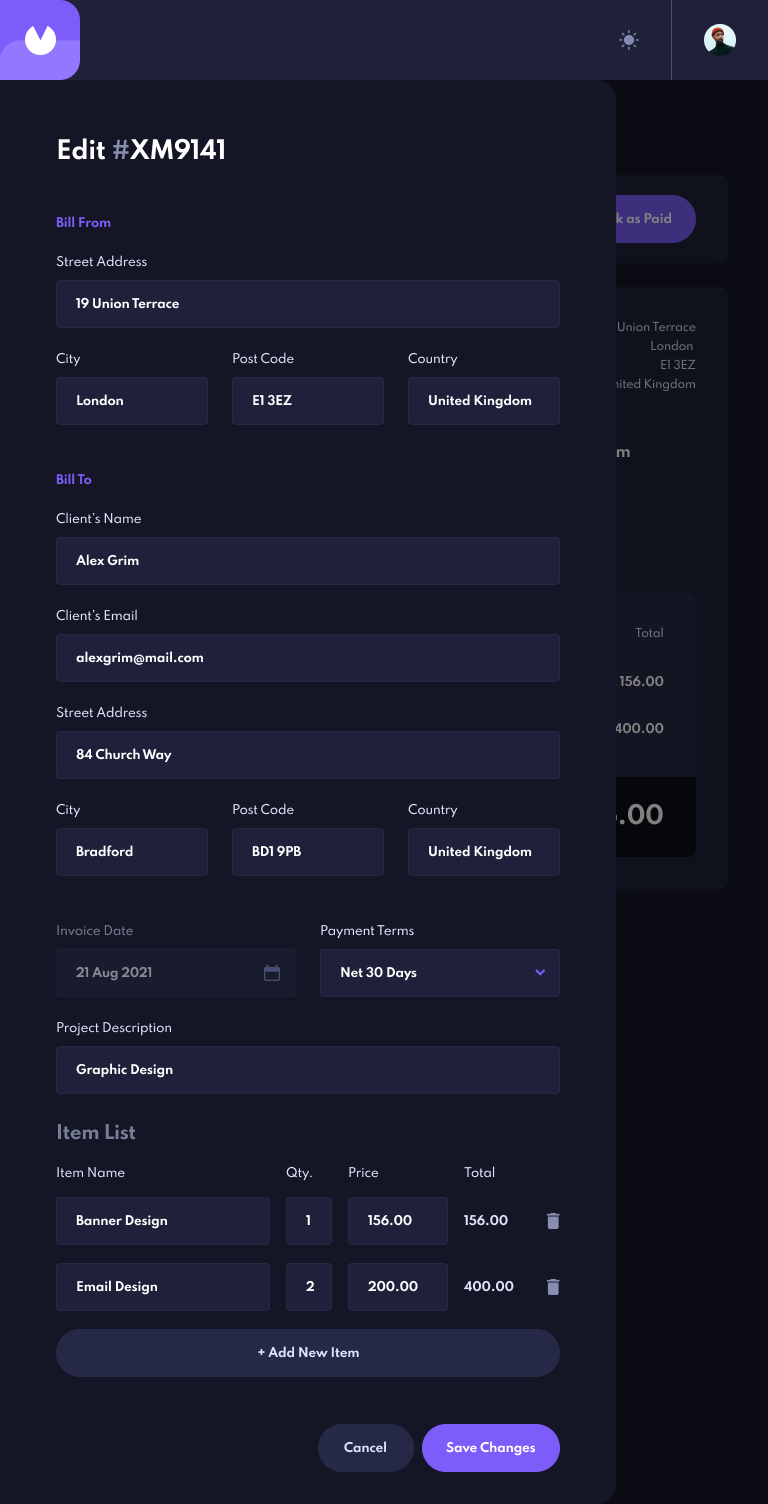 Edit #XM9141
Bill From
Street Address
19 Union Terrace
City Post Code Country
London E1 3EZ United Kingdom
Bill To
Client's Name
Alex Grim
Client's Email
alexgrim@mail.com
Street Address
84 Church Way
City Post Code Country
Bradford BD1 9PB United Kingdom
Invoice Date Payment Terms
21 Aug 2021 Net 30 Days
Project Description
Graphic Design
Item List
Item Name Qty. Price Total
Banner Design 1 156.00 156.00
Email Design 2 200.00 400.00
+ Add New Item
Cancel Save Changes
k as Paid
Union Terrace
London
E1 3EZ
nited Kingdom
m
Total
156.00
400.00
.00